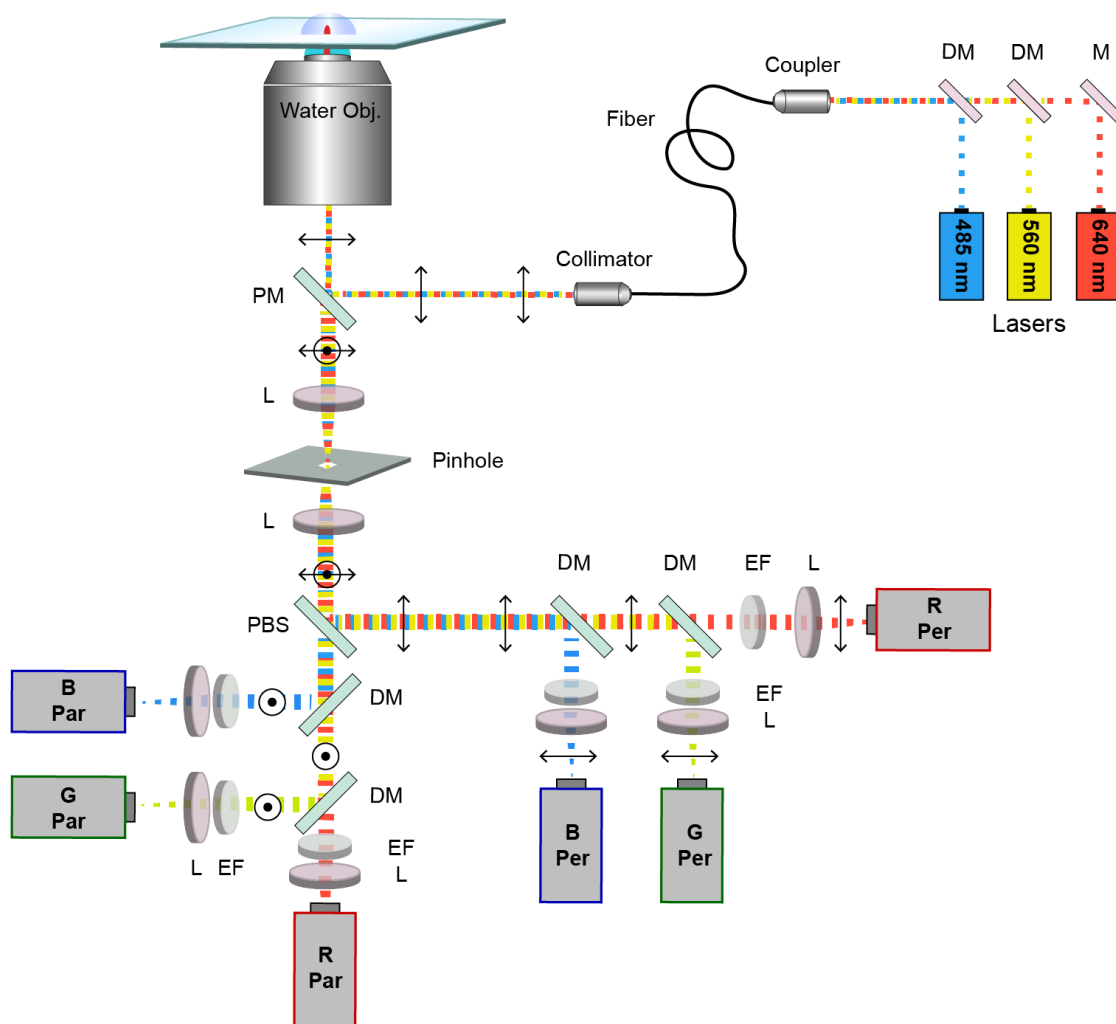 DM
DM
M
Coupler
Water Obj.
Fiber
485 nm
560 nm
640 nm
Collimator
PM
Lasers
L
Pinhole
L
DM
DM
EF
L
PBS
R
Per
B
Par
DM
EF
L
G
Par
DM
B
Per
G
Per
L
EF
EF
L
R
Par